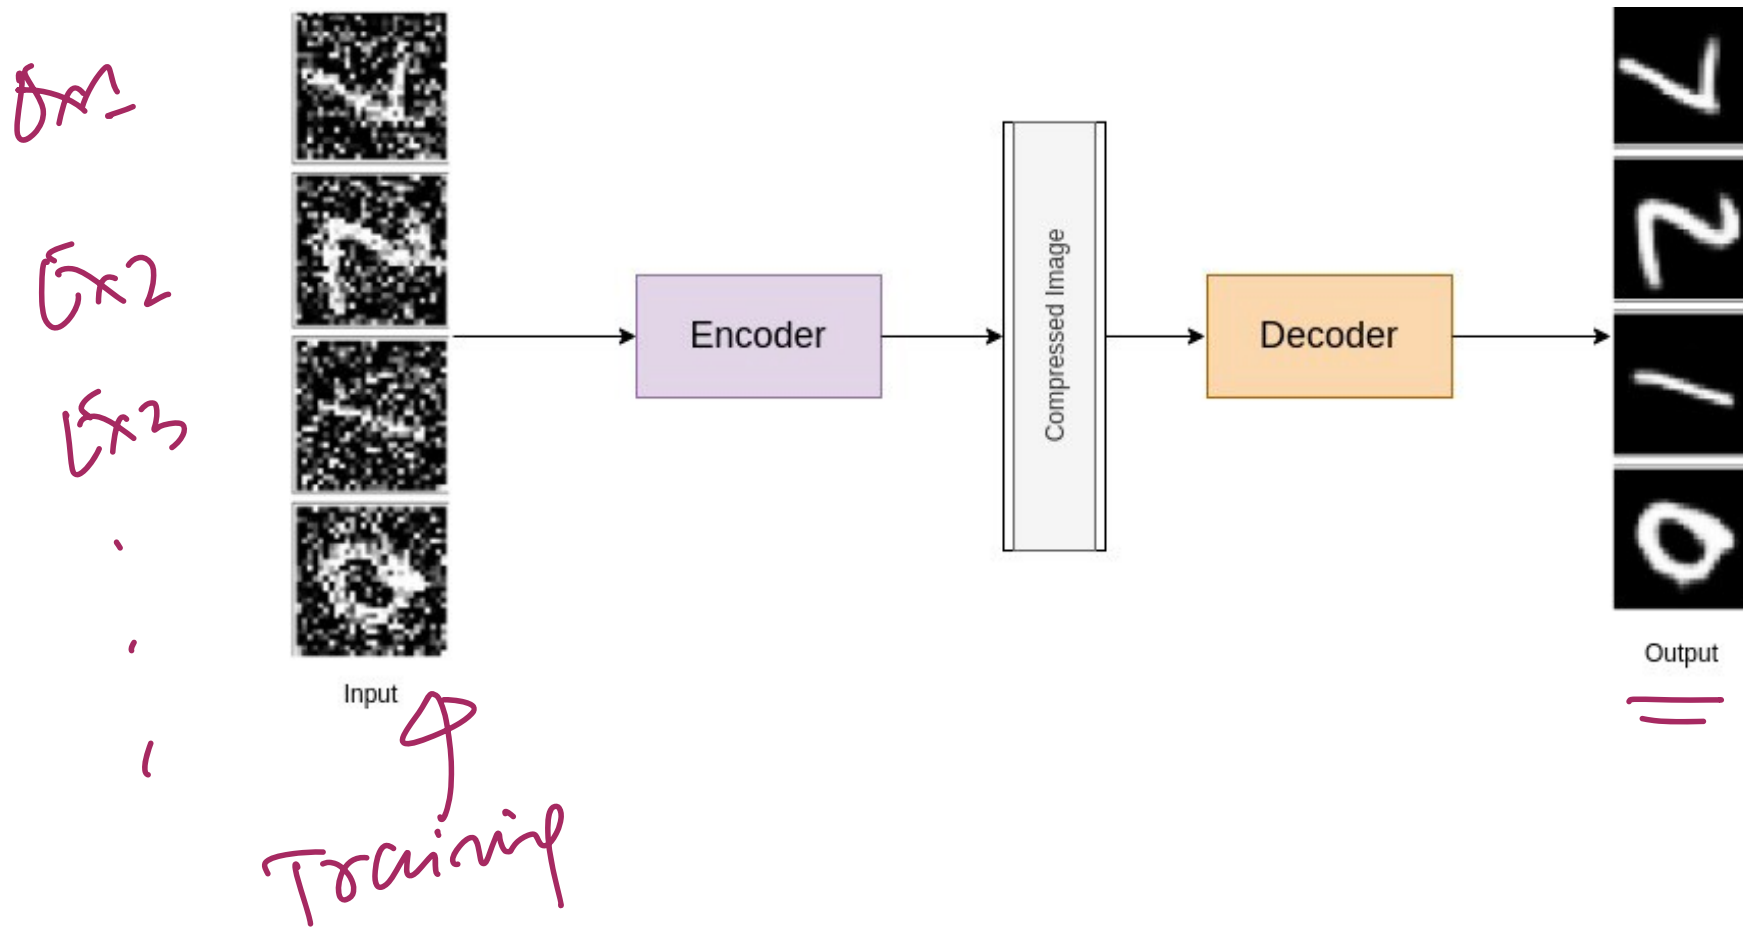 Ex1
Ex2
Ex3
Encoder
Compressed Image
Decoder
Input
Output
Training